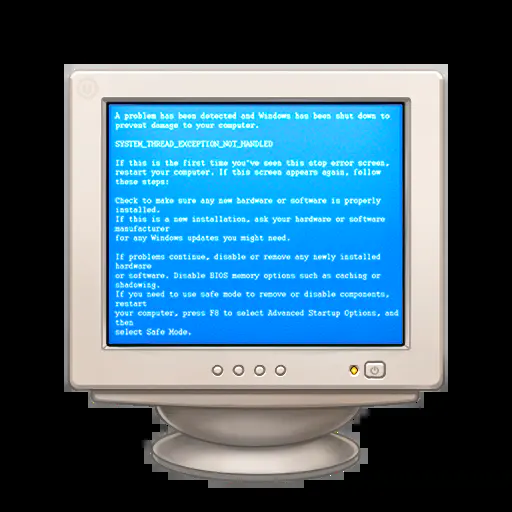 A problem has been detected and Windows has been shut down to
prevent damage to your computer.
SYSTEM_THREAD_EXCEPTION_NOT_HANDLED
If this is the first time you've seen this stop error screen,
restart your computer. If this screen appears again, follow
these steps:
Check to make sure any new hardware or software is properly
installed.
If this is a new installation, ask your hardware or software
manufacturer
for any Windows updates you might need.
If problems continue, disable or remove any newly installed
hardware
or software. Disable BIOS memory options such as caching or
shadowing.
If you need to use safe mode to remove or disable components,
restart
your computer, press F8 to select Advanced Startup Options, and
then
select Safe Mode.